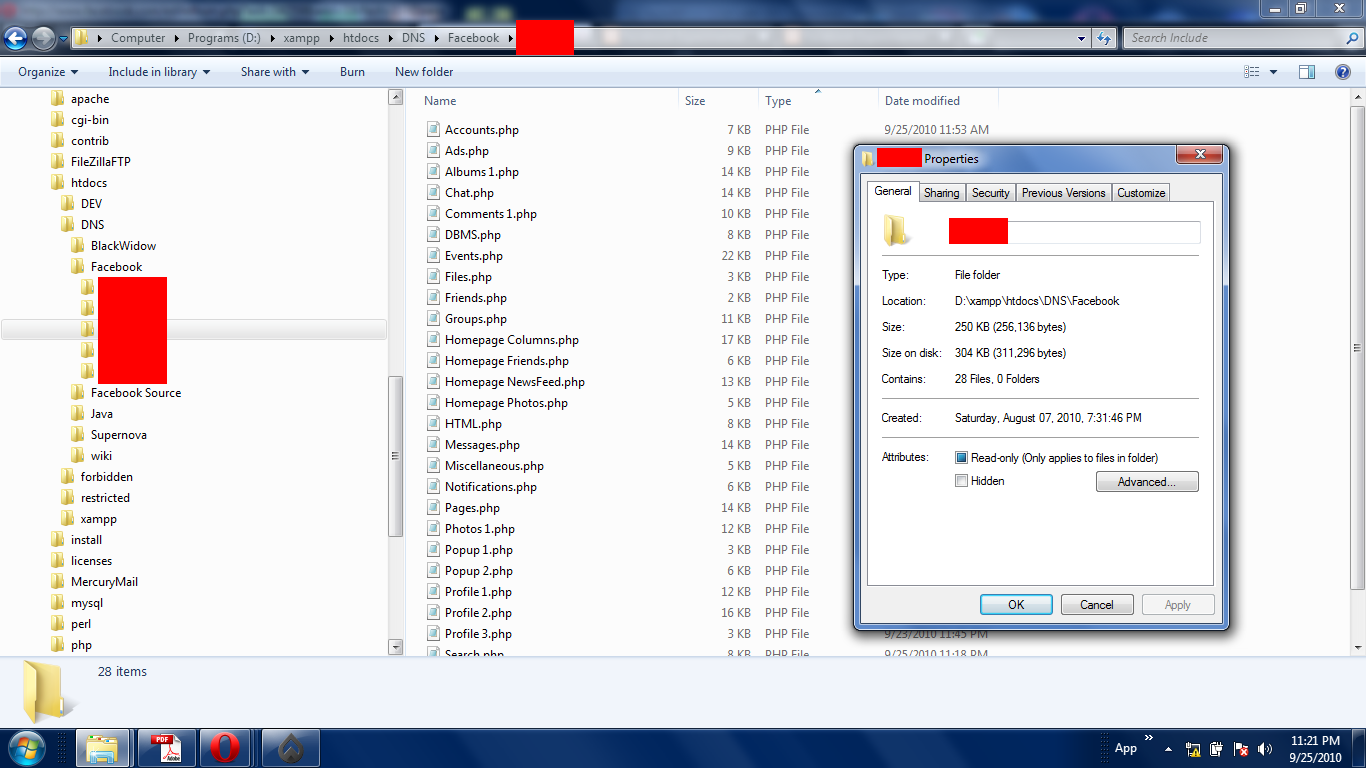 Computer ▸ Programs (D:) ▸ xampp ▸ htdocs ▸ DNS ▸ Facebook ▸
Search Include
Organize Include in library Share with Burn New folder
apache
cgi-bin
contrib
FileZillaFTP
htdocs
DEV
DNS
BlackWidow
Facebook
Facebook Source
Java
Supernova
wiki
forbidden
restricted
xampp
install
licenses
MercuryMail
mysql
perl
php
Name Size Type Date modified
Accounts.php 7 KB PHP File 9/25/2010 11:53 AM
Ads.php 9 KB PHP File
Albums 1.php 14 KB PHP File
Chat.php 14 KB PHP File
Comments 1.php 10 KB PHP File
DBMS.php 8 KB PHP File
Events.php 22 KB PHP File
Files.php 3 KB PHP File
Friends.php 2 KB PHP File
Groups.php 11 KB PHP File
Homepage Columns.php 17 KB PHP File
Homepage Friends.php 6 KB PHP File
Homepage NewsFeed.php 13 KB PHP File
Homepage Photos.php 5 KB PHP File
HTML.php 8 KB PHP File
Messages.php 14 KB PHP File
Miscellaneous.php 5 KB PHP File
Notifications.php 6 KB PHP File
Pages.php 14 KB PHP File
Photos 1.php 12 KB PHP File
Popup 1.php 3 KB PHP File
Popup 2.php 6 KB PHP File
Profile 1.php 12 KB PHP File
Profile 2.php 16 KB PHP File
Profile 3.php 3 KB PHP File 9/23/2010 11:45 PM
Search.php 8 KB PHP File 9/25/2010 11:18 PM
Properties
General Sharing Security Previous Versions Customize
Type: File folder
Location: D:\xampp\htdocs\DNS\Facebook
Size: 250 KB (256,136 bytes)
Size on disk: 304 KB (311,296 bytes)
Contains: 28 Files, 0 Folders
Created: Saturday, August 07, 2010, 7:31:46 PM
Attributes: Read-only (Only applies to files in folder)
Hidden
Advanced...
OK Cancel Apply
28 items
PDF
Adobe
App
11:21 PM
9/25/2010